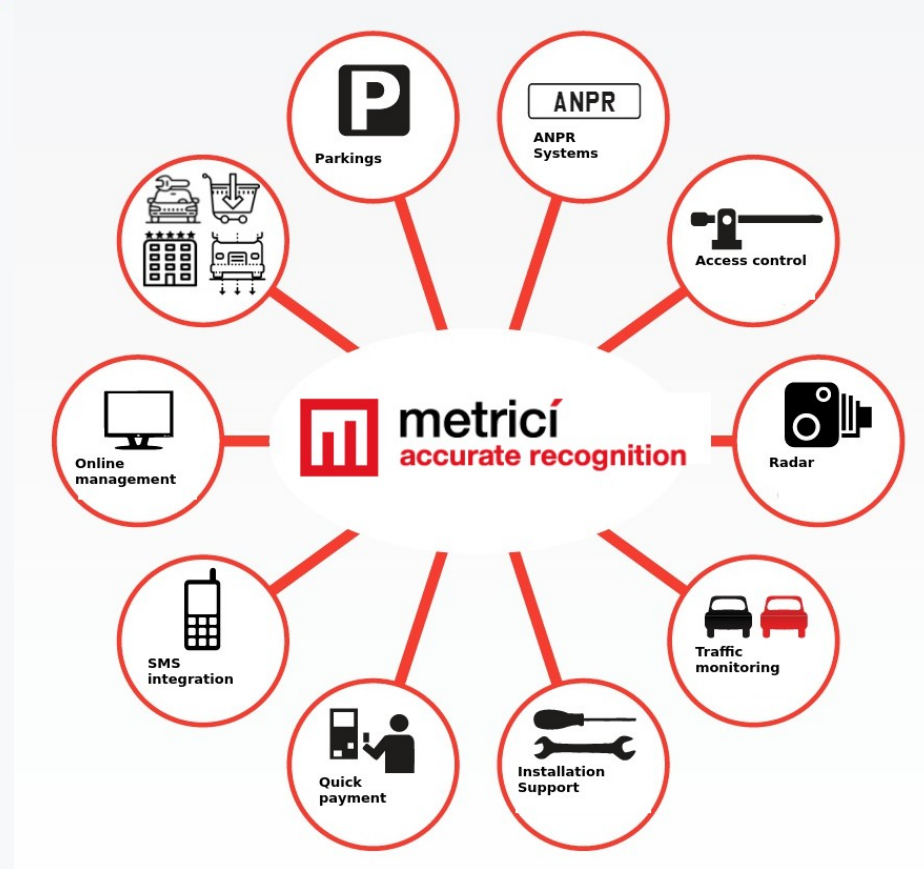 P
Parkings
ANPR
ANPR
Systems
Access control
Online
management
metricí
accurate recognition
Radar
SMS
integration
Traffic
monitoring
Quick
payment
Installation
Support